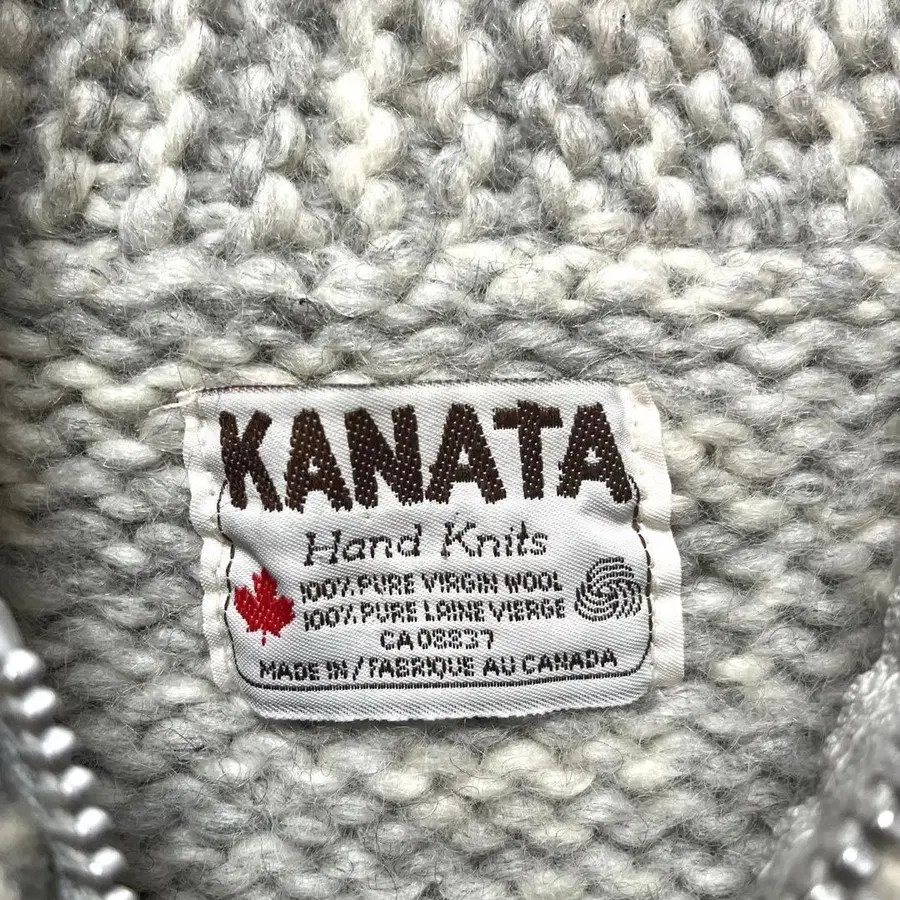 KANATA
Hand Knits
100% PURE VIRGIN WOOL
100% PURE LAINE VIERGE
CA 08837
MADE IN / FABRIQUE AU CANADA